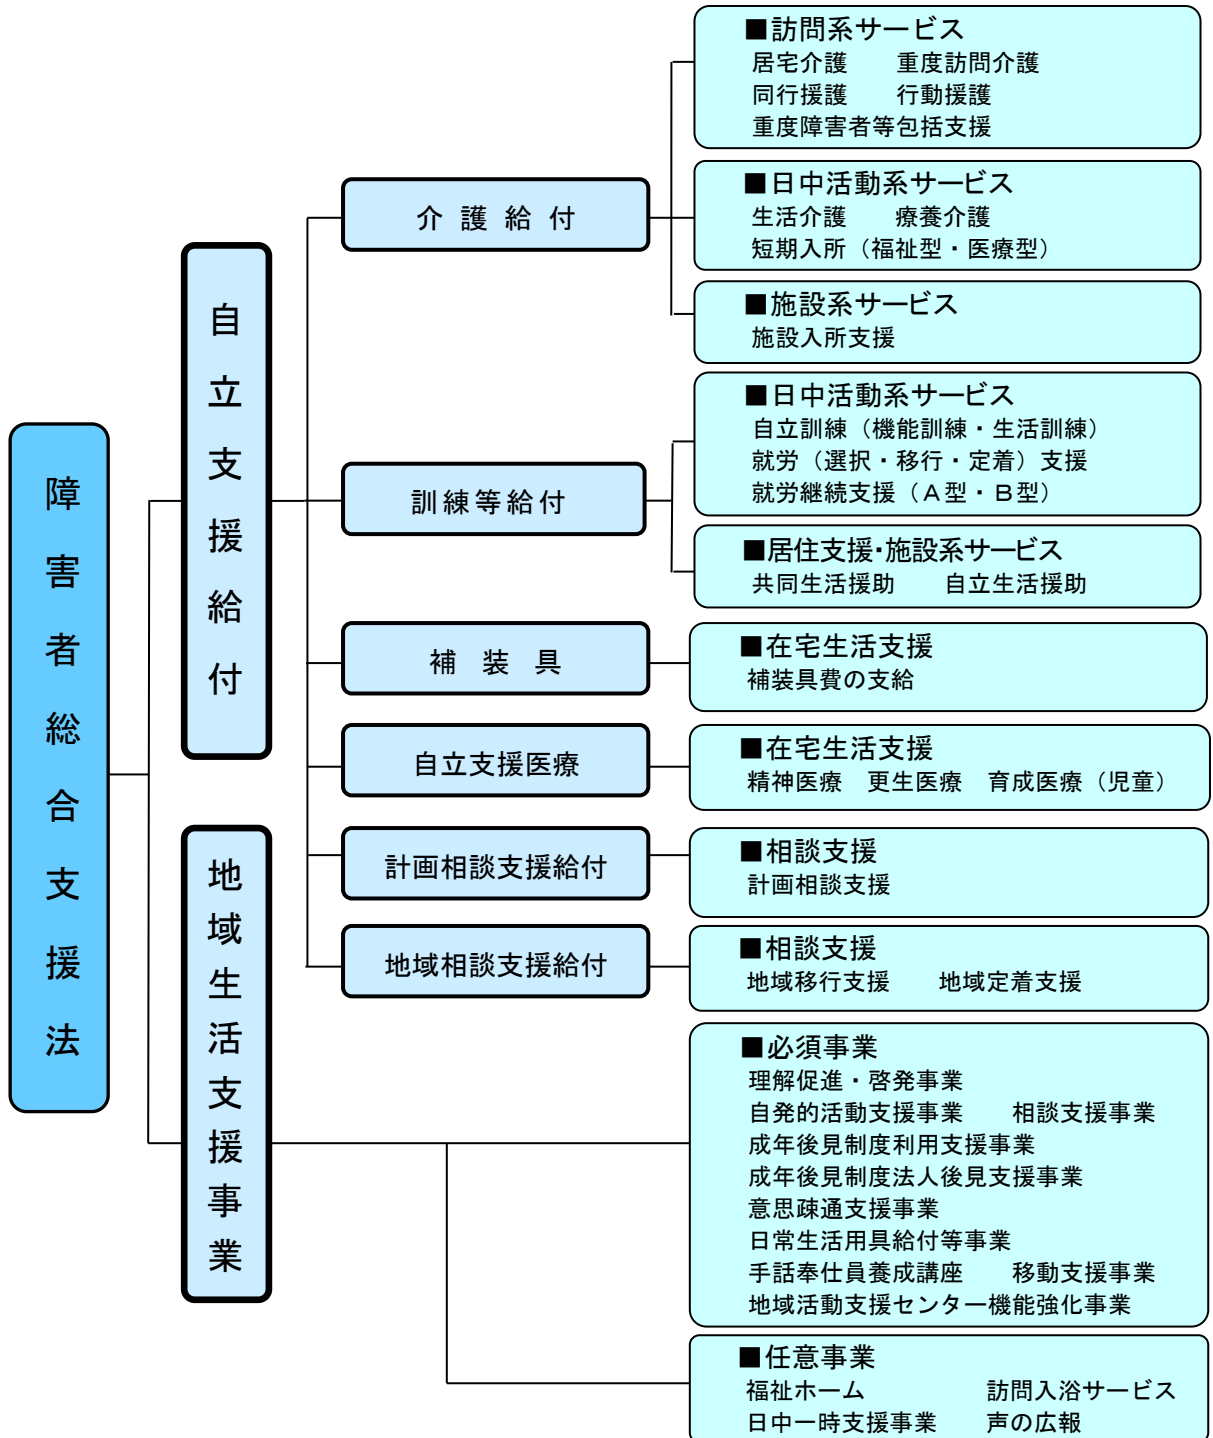 障害者総合支援法
自立支援給付
介護給付
■訪問系サービス
居宅介護　　重度訪問介護
同行援護　　行動援護
重度障害者等包括支援
■日中活動系サービス
生活介護　　療養介護
短期入所（福祉型・医療型）
■施設系サービス
施設入所支援
訓練等給付
■日中活動系サービス
自立訓練（機能訓練・生活訓練）
就労（選択・移行・定着）支援
就労継続支援（Ａ型・Ｂ型）
■居住支援・施設系サービス
共同生活援助　　自立生活援助
補装具
■在宅生活支援
補装具費の支給
自立支援医療
■在宅生活支援
精神医療　更生医療　育成医療（児童）
計画相談支援給付
■相談支援
計画相談支援
地域相談支援給付
■相談支援
地域移行支援　　地域定着支援
地域生活支援事業
■必須事業
理解促進・啓発事業
自発的活動支援事業　　相談支援事業
成年後見制度利用支援事業
成年後見制度法人後見支援事業
意思疎通支援事業
日常生活用具給付等事業
手話奉仕員養成講座　　移動支援事業
地域活動支援センター機能強化事業
■任意事業
福祉ホーム　　　　　訪問入浴サービス
日中一時支援事業　　声の広報